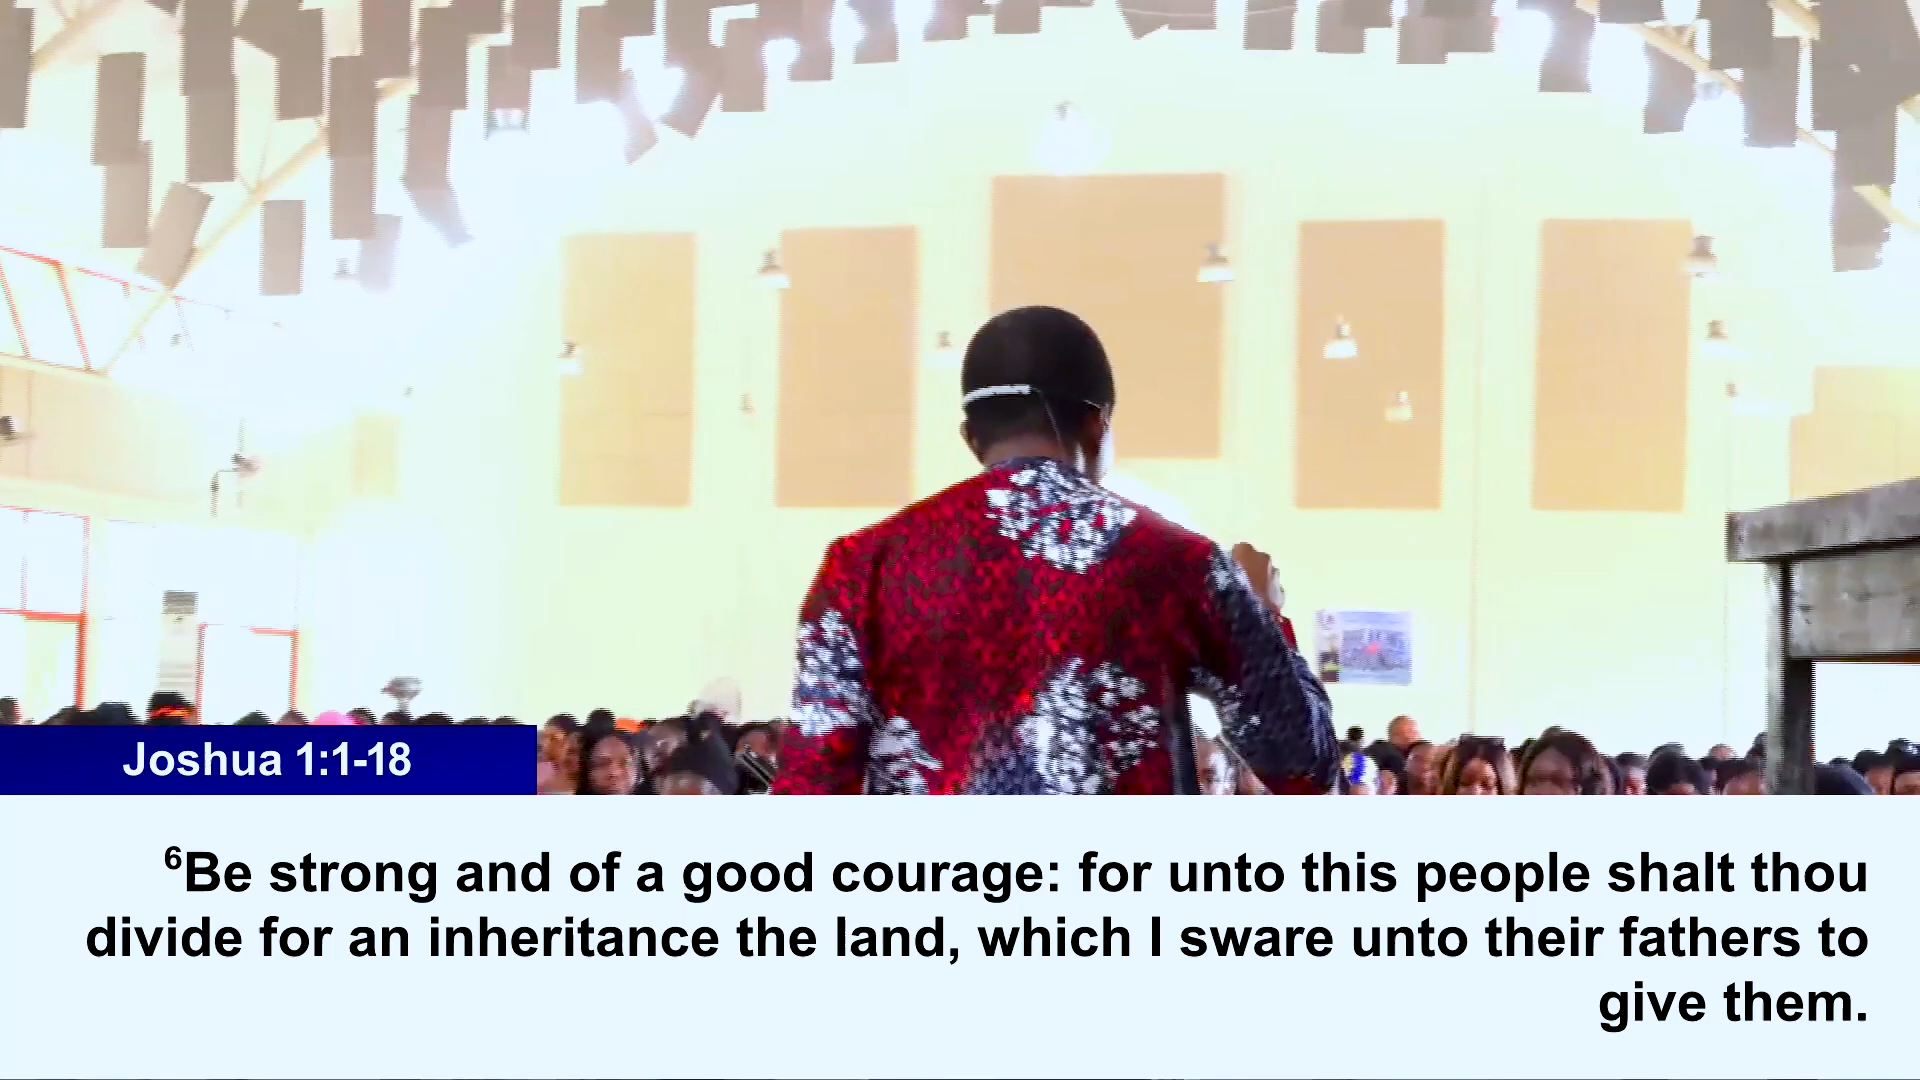 Joshua 1:1-18
⁶Be strong and of a good courage: for unto this people shalt thou
divide for an inheritance the land, which I sware unto their fathers to
give them.